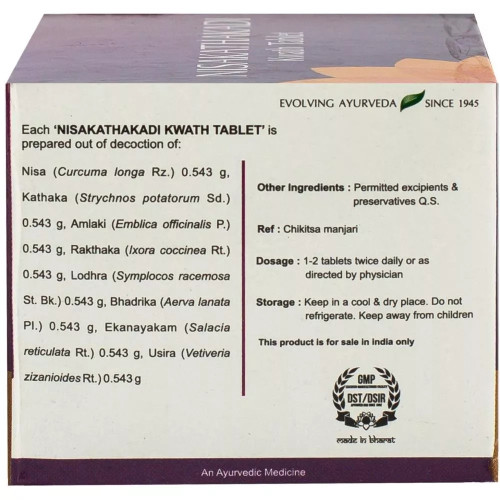 NISAKATHAKADI
Kwath Tablet
EVOLVING AYURVEDA SINCE 1945
Each ‘NISAKATHAKADI KWATH TABLET’ is
prepared out of decoction of:
Nisa (Curcuma longa Rz.) 0.543 g,
Kathaka (Strychnos potatorum Sd.)
0.543 g, Amlaki (Emblica officinalis P.)
0.543 g, Rakthaka (Ixora coccinea Rt.)
0.543 g, Lodhra (Symplocos racemosa
St. Bk.) 0.543 g, Bhadrika (Aerva lanata
Pl.) 0.543 g, Ekanayakam (Salacia
reticulata Rt.) 0.543 g, Usira (Vetiveria
zizanioides Rt.) 0.543 g
Other Ingredients : Permitted excipients &
preservatives Q.S.
Ref : Chikitsa manjari
Dosage : 1-2 tablets twice daily or as
directed by physician
Storage : Keep in a cool & dry place. Do not
refrigerate. Keep away from children
This product is for sale in india only
GMP
DST/DSIR
made in bharat
An Ayurvedic Medicine